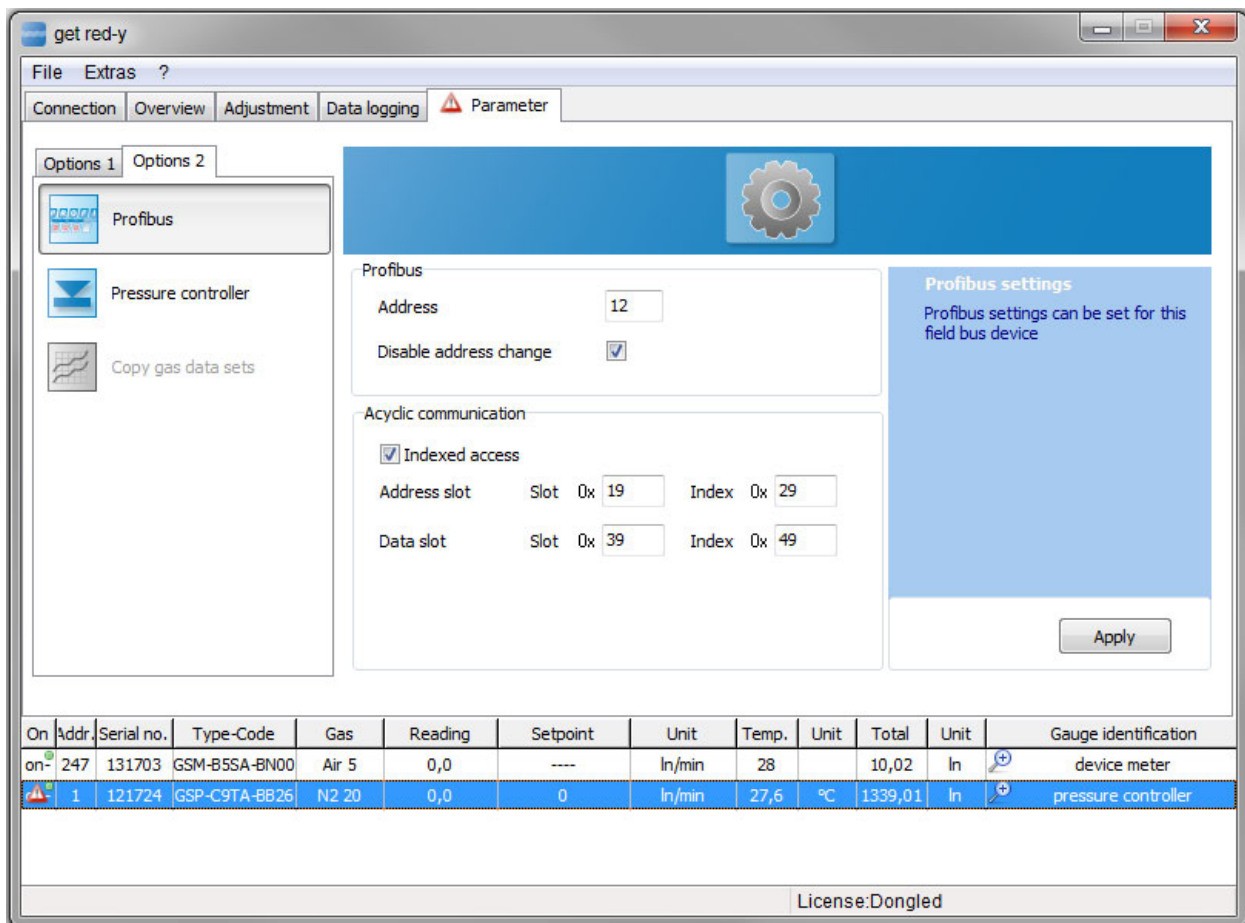 get red-y
File Extras ?
Connection Overview Adjustment Data logging Parameter
Options 1 Options 2
Profibus
Pressure controller
Copy gas data sets
Profibus
Address 12
Disable address change
Acyclic communication
Indexed access
Address slot Slot 0x 19 Index 0x 29
Data slot Slot 0x 39 Index 0x 49
Profibus settings
Profibus settings can be set for this
field bus device
Apply
On Addr. Serial no. Type-Code Gas Reading Setpoint Unit Temp. Unit Total Unit Gauge identification
on- 247 131703 GSM-B5SA-BN00 Air 5 0,0 ---- ln/min 28 10,02 ln device meter
1 121724 GSP-C9TA-BB26 N2 20 0,0 0 ln/min 27,6 °C 1339,01 ln pressure controller
License:Dongled